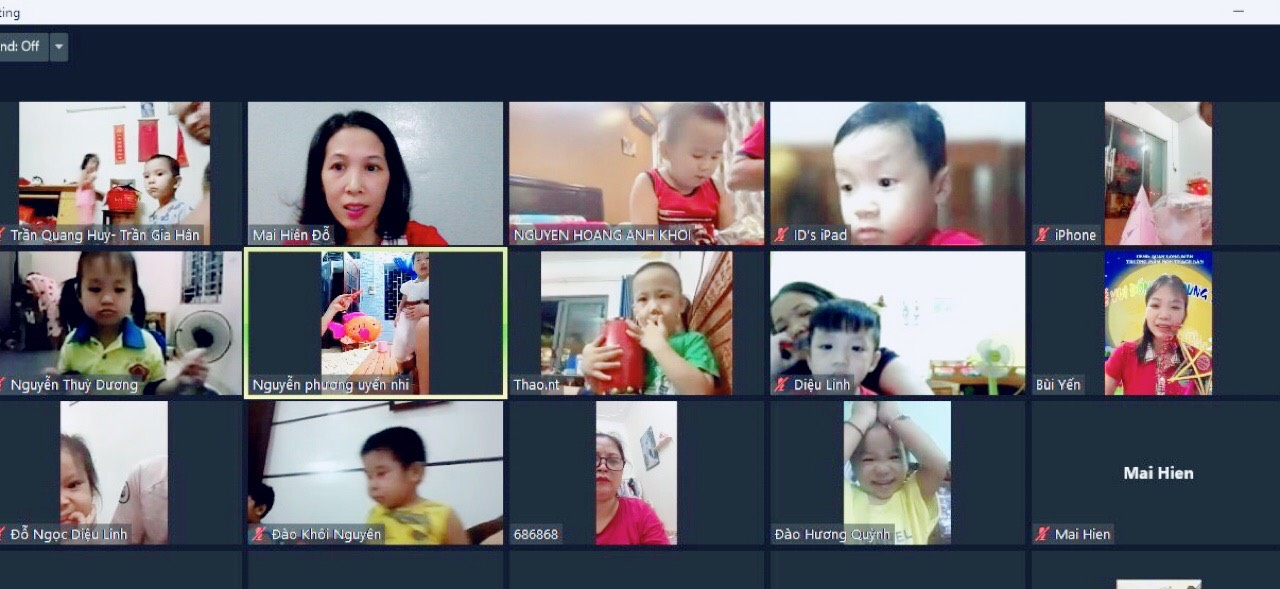 ting
nd: Off
Trần Quang Huy- Trần Gia Hân
Mai Hiên Đỗ
NGUYEN HOANG ANH KHOI
ID's iPad
iPhone
Nguyễn Thuỳ Dương
Nguyễn phương uyển nhi
Thao.nt
Diệu Linh
Bùi Yến
Đỗ Ngọc Diệu Linh
Đào Khôi Nguyên
686868
Đào Hương Quỳnh
Mai Hien
Mai Hien